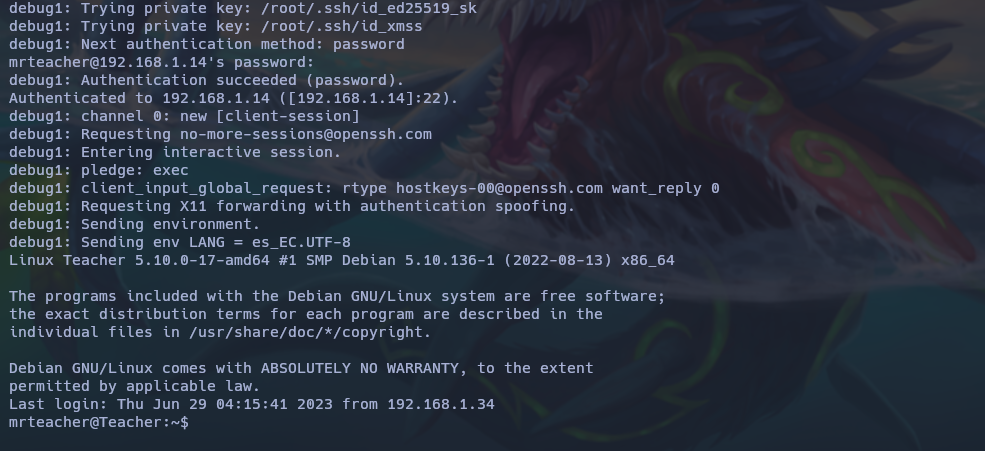 debug1: Trying private key: /root/.ssh/id_ed25519_sk
debug1: Trying private key: /root/.ssh/id_xmss
debug1: Next authentication method: password
mrteacher@192.168.1.14's password:
debug1: Authentication succeeded (password).
Authenticated to 192.168.1.14 ([192.168.1.14]:22).
debug1: channel 0: new [client-session]
debug1: Requesting no-more-sessions@openssh.com
debug1: Entering interactive session.
debug1: pledge: exec
debug1: client_input_global_request: rtype hostkeys-00@openssh.com want_reply 0
debug1: Requesting X11 forwarding with authentication spoofing.
debug1: Sending environment.
debug1: Sending env LANG = es_EC.UTF-8
Linux Teacher 5.10.0-17-amd64 #1 SMP Debian 5.10.136-1 (2022-08-13) x86_64

The programs included with the Debian GNU/Linux system are free software;
the exact distribution terms for each program are described in the
individual files in /usr/share/doc/*/copyright.

Debian GNU/Linux comes with ABSOLUTELY NO WARRANTY, to the extent
permitted by applicable law.
Last login: Thu Jun 29 04:15:41 2023 from 192.168.1.34
mrteacher@Teacher:~$